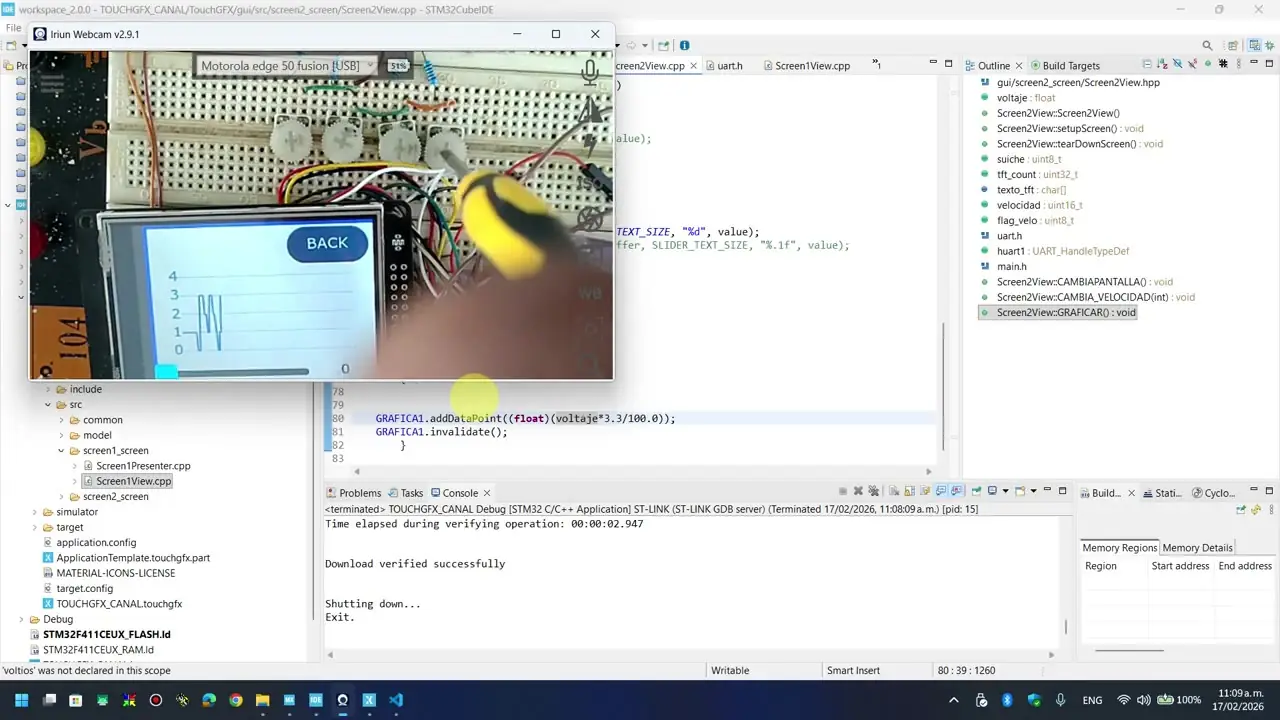 workspace_2.0.0 - TOUCHGFX_CANAL/TouchGFX/gui/src/screen2_screen/Screen2View.cpp - STM32CubeIDE
File
Iriun Webcam v2.9.1
Motorola edge 50 fusion [USB]
51%
BACK
4
3
2
1
0
0
104
creen2View.cpp
uart.h
Screen1View.cpp
1
alue);
TEXT_SIZE, "%d", value);
ffer, SLIDER_TEXT_SIZE, "%.1f", value);
78
79
80 GRAFICA1.addDataPoint((float)(voltaje*3.3/100.0));
81 GRAFICA1.invalidate();
82 }
83
Outline
Build Targets
gui/screen2_screen/Screen2View.hpp
voltaje : float
Screen2View::Screen2View()
Screen2View::setupScreen() : void
Screen2View::tearDownScreen() : void
suiche : uint8_t
tft_count : uint32_t
texto_tft : char[]
velocidad : uint16_t
flag_velo : uint8_t
uart.h
huart1 : UART_HandleTypeDef
main.h
Screen2View::CAMBIAPANTALLA() : void
Screen2View::CAMBIA_VELOCIDAD(int) : void
Screen2View::GRAFICAR() : void
include
src
common
model
screen1_screen
Screen1Presenter.cpp
Screen1View.cpp
screen2_screen
simulator
target
application.config
ApplicationTemplate.touchgfx.part
MATERIAL-ICONS-LICENSE
target.config
TOUCHGFX_CANAL.touchgfx
Debug
STM32F411CEUX_FLASH.ld
STM32F411CEUX_RAM.ld
Problems
Tasks
Console
<terminated> TOUCHGFX_CANAL Debug [STM32 C/C++ Application] ST-LINK (ST-LINK GDB server) (Terminated 17/02/2026, 11:08:09 a. m.) [pid: 15]
Time elapsed during verifying operation: 00:00:02.947
Download verified successfully
Shutting down...
Exit.
Build...
Stati...
Cyclo...
Memory Regions
Memory Details
Region
Start address
End address
'voltios' was not declared in this scope
Writable
Smart Insert
80 : 39 : 1260
ENG
100%
11:09 a. m.
17/02/2026